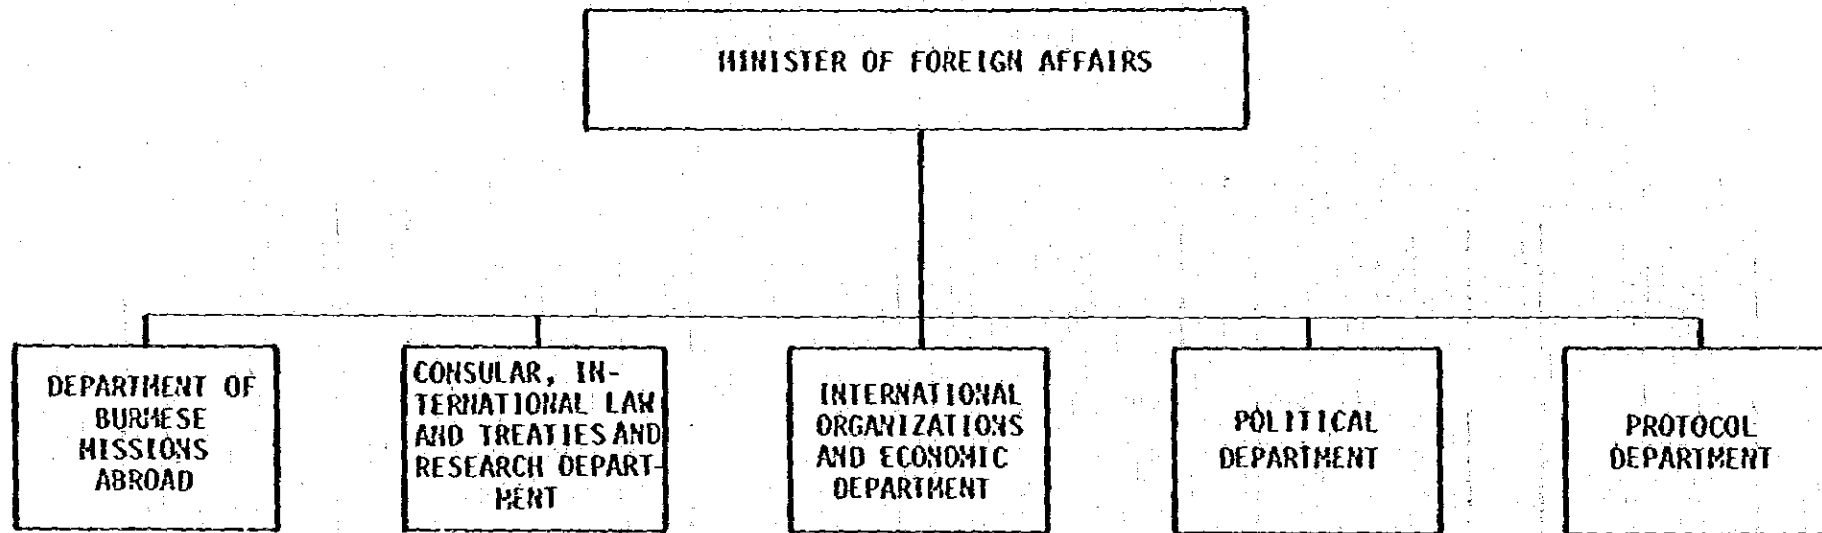 MINISTER OF FOREIGN AFFAIRS
DEPARTMENT OF
BURMESE
MISSIONS
ABROAD
CONSULAR, IN-
TERNATIONAL LAW
AND TREATIES AND
RESEARCH DEPART-
MENT
INTERNATIONAL
ORGANIZATIONS
AND ECONOMIC
DEPARTMENT
POLITICAL
DEPARTMENT
PROTOCOL
DEPARTMENT